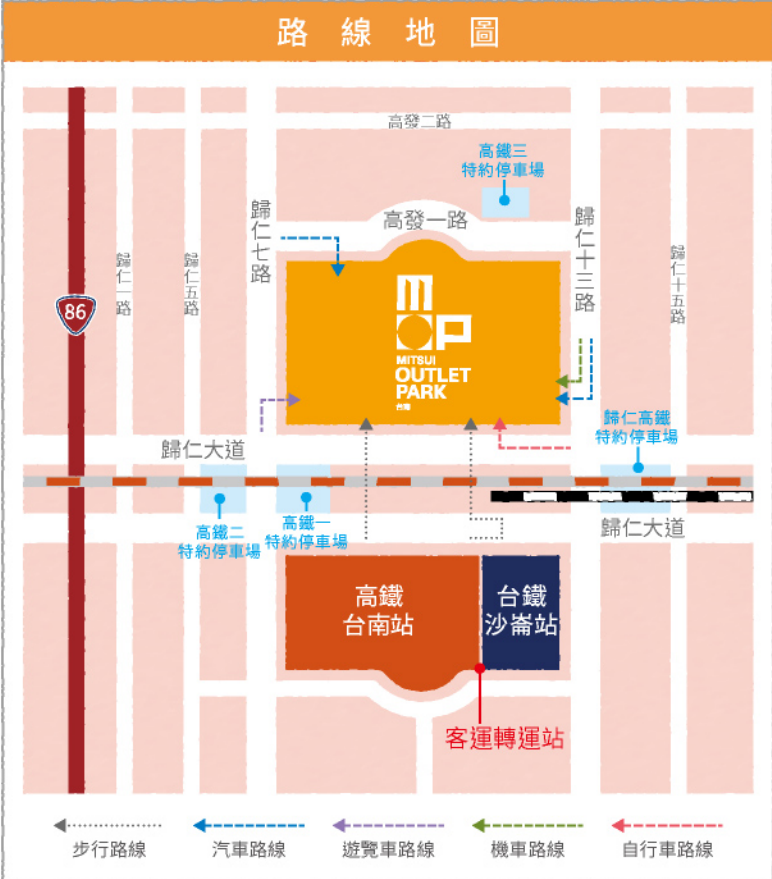 路線地圖
高發二路
高鐵三
特約停車場
高發一路
歸仁七路
歸仁十三路
歸仁一路
歸仁五路
歸仁十五路
86
MOP
MITSUI
OUTLET
PARK
台南
歸仁高鐵
特約停車場
歸仁大道
高鐵二
特約停車場
高鐵一
特約停車場
歸仁大道
高鐵
台南站
台鐵
沙崙站
客運轉運站
步行路線
汽車路線
遊覽車路線
機車路線
自行車路線